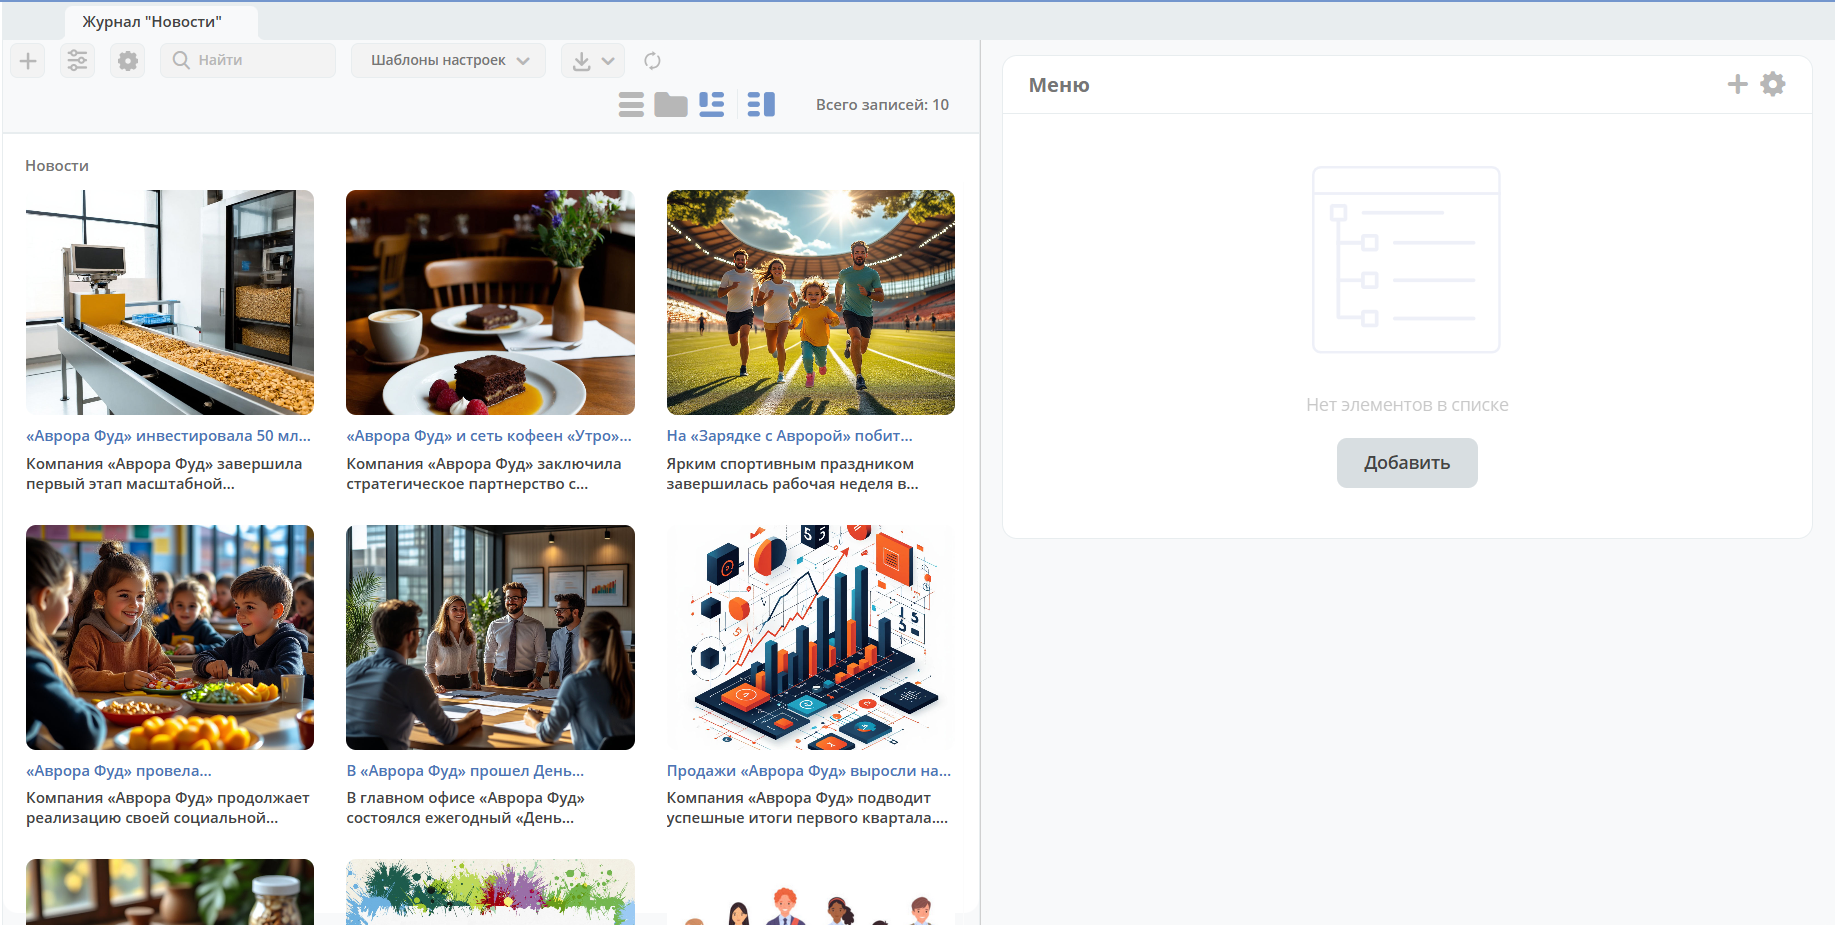 Журнал "Новости"
Найти
Шаблоны настроек
Всего записей: 10
Новости
«Аврора Фуд» инвестировала 50 мл...
Компания «Аврора Фуд» завершила
первый этап масштабной...
«Аврора Фуд» и сеть кофеен «Утро»...
Компания «Аврора Фуд» заключила
стратегическое партнерство с...
На «Зарядке с Авророй» побит...
Ярким спортивным праздником
завершилась рабочая неделя в...
«Аврора Фуд» провела...
Компания «Аврора Фуд» продолжает
реализацию своей социальной...
В «Аврора Фуд» прошел День...
В главном офисе «Аврора Фуд»
состоялся ежегодный «День...
Продажи «Аврора Фуд» выросли на...
Компания «Аврора Фуд» подводит
успешные итоги первого квартала....
Меню
Нет элементов в списке
Добавить